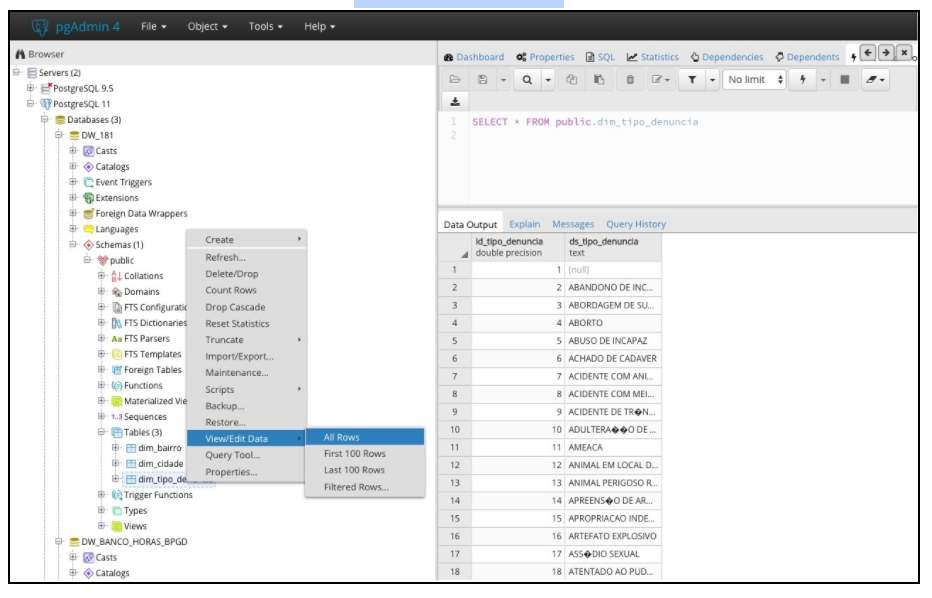 pgAdmin 4 File Object Tools Help
Browser
Servers (2)
PostgreSQL 9.5
PostgreSQL 11
Databases (3)
DW_181
Casts
Catalogs
Event Triggers
Extensions
Foreign Data Wrappers
Languages
Schemas (1)
public
Collations
Domains
FTS Configuratio
FTS Dictionaries
FTS Parsers
FTS Templates
Foreign Tables
Functions
Materialized Vie
1..3 Sequences
Tables (3)
dim_bairro
dim_cidade
dim_tipo_denuncia
Trigger Functions
Types
Views
DW_BANCO_HORAS_BPGD
Casts
Catalogs
Create
Refresh...
Delete/Drop
Count Rows
Drop Cascade
Reset Statistics
Truncate
Import/Export...
Maintenance...
Scripts
Backup...
Restore...
View/Edit Data
Query Tool...
Properties...
All Rows
First 100 Rows
Last 100 Rows
Filtered Rows...
Dashboard Properties SQL Statistics Dependencies Dependents
No limit
1 SELECT * FROM public.dim_tipo_denuncia
2
Data Output Explain Messages Query History
id_tipo_denuncia ds_tipo_denuncia
double precision text
1 1 [null]
2 2 ABANDONO DE INC...
3 3 ABORDAGEM DE SU...
4 4 ABORTO
5 5 ABUSO DE INCAPAZ
6 6 ACHADO DE CADAVER
7 7 ACIDENTE COM ANI...
8 8 ACIDENTE COM MEI...
9 9 ACIDENTE DE TR�N...
10 10 ADULTERA��O DE ...
11 11 AMEACA
12 12 ANIMAL EM LOCAL D...
13 13 ANIMAL PERIGOSO R...
14 14 APREENS�O DE AR...
15 15 APROPRIACAO INDE...
16 16 ARTEFATO EXPLOSIVO
17 17 ASS�DIO SEXUAL
18 18 ATENTADO AO PUD...